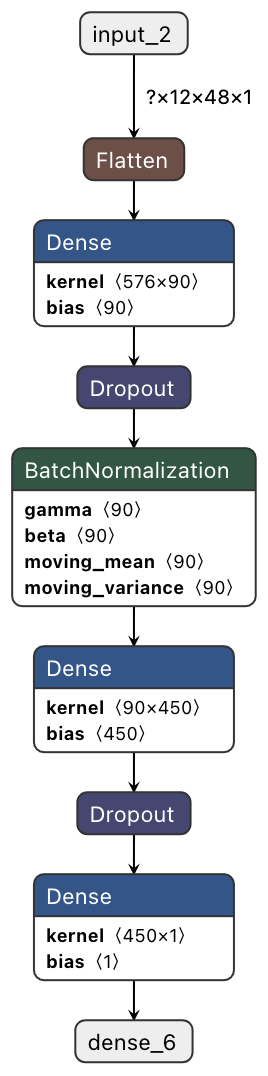 input_2
?×12×48×1
Flatten
Dense
kernel 〈576×90〉
bias 〈90〉
Dropout
BatchNormalization
gamma 〈90〉
beta 〈90〉
moving_mean 〈90〉
moving_variance 〈90〉
Dense
kernel 〈90×450〉
bias 〈450〉
Dropout
Dense
kernel 〈450×1〉
bias 〈1〉
dense_6